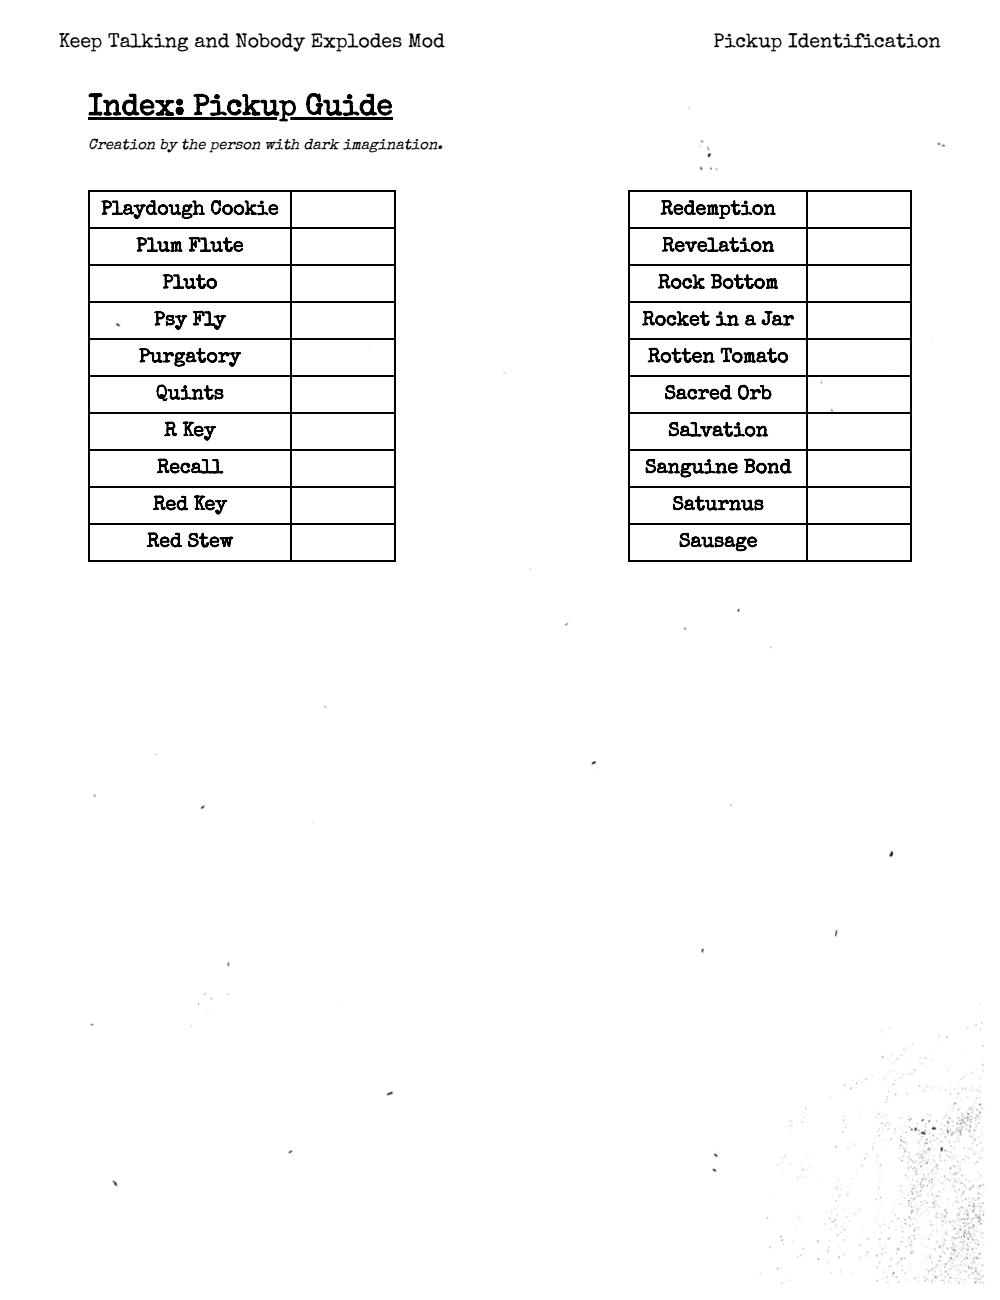 Keep Talking and Nobody Explodes Mod
Pickup Identification
Index: Pickup Guide
Creation by the person with dark imagination.
Playdough Cookie
Plum Flute
Pluto
Psy Fly
Purgatory
Quints
R Key
Recall
Red Key
Red Stew
Redemption
Revelation
Rock Bottom
Rocket in a Jar
Rotten Tomato
Sacred Orb
Salvation
Sanguine Bond
Saturnus
Sausage